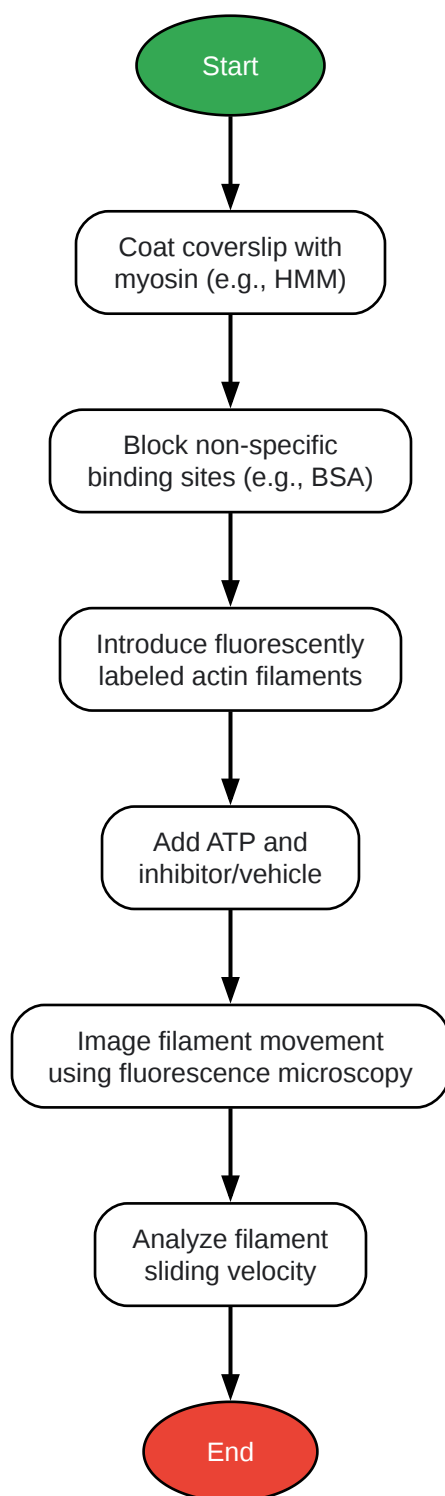 Start
Coat coverslip with
myosin (e.g., HMM)
Block non-specific
binding sites (e.g., BSA)
Introduce fluorescently
labeled actin filaments
Add ATP and
inhibitor/vehicle
Image filament movement
using fluorescence microscopy
Analyze filament
sliding velocity
End